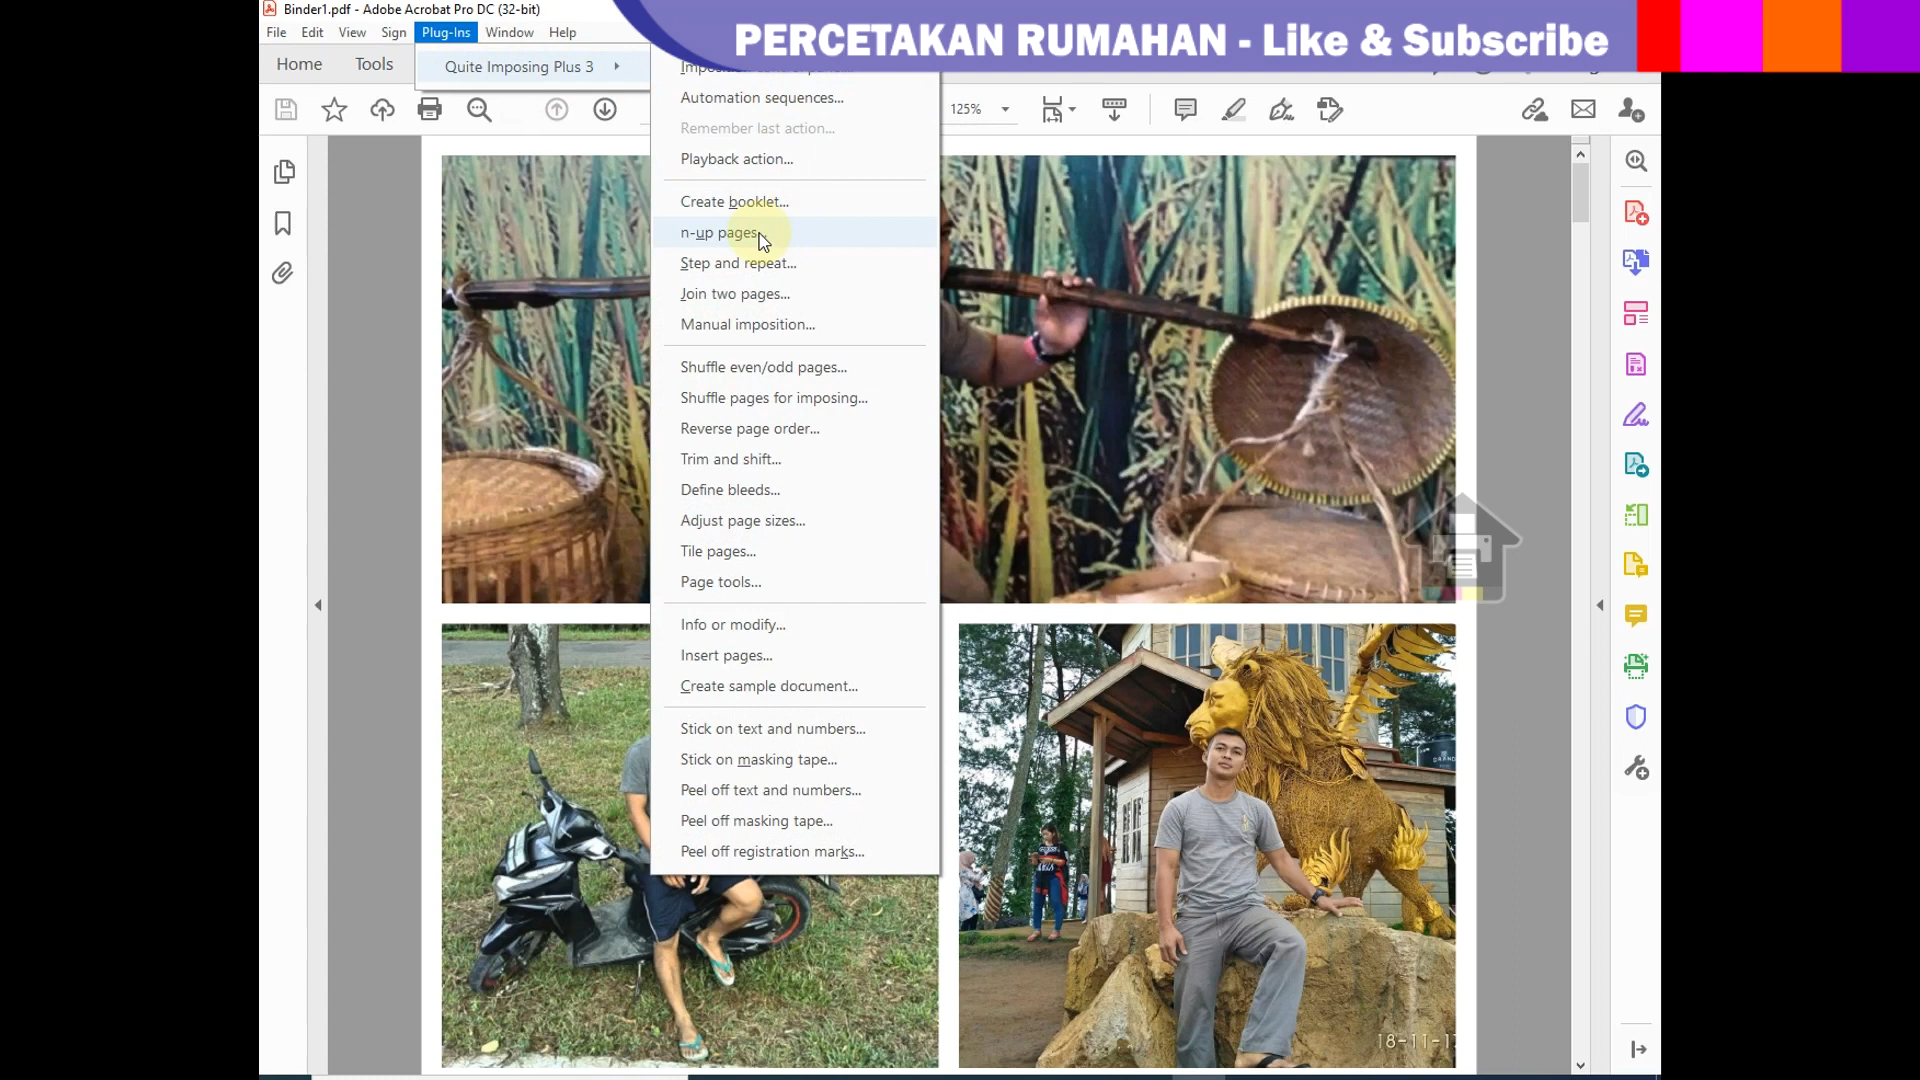 Binder1.pdf - Adobe Acrobat Pro DC (32-bit)
PERCETAKAN RUMAHAN - Like & Subscribe
File Edit View Sign Plug-Ins Window Help
Home Tools
Quite Imposing Plus 3
125%
Automation sequences...
Remember last action...
Playback action...
Create booklet...
n-up pages...
Step and repeat...
Join two pages...
Manual imposition...
Shuffle even/odd pages...
Shuffle pages for imposing...
Reverse page order...
Trim and shift...
Define bleeds...
Adjust page sizes...
Tile pages...
Page tools...
Info or modify...
Insert pages...
Create sample document...
Stick on text and numbers...
Stick on masking tape...
Peel off text and numbers...
Peel off masking tape...
Peel off registration marks...
18-11-1